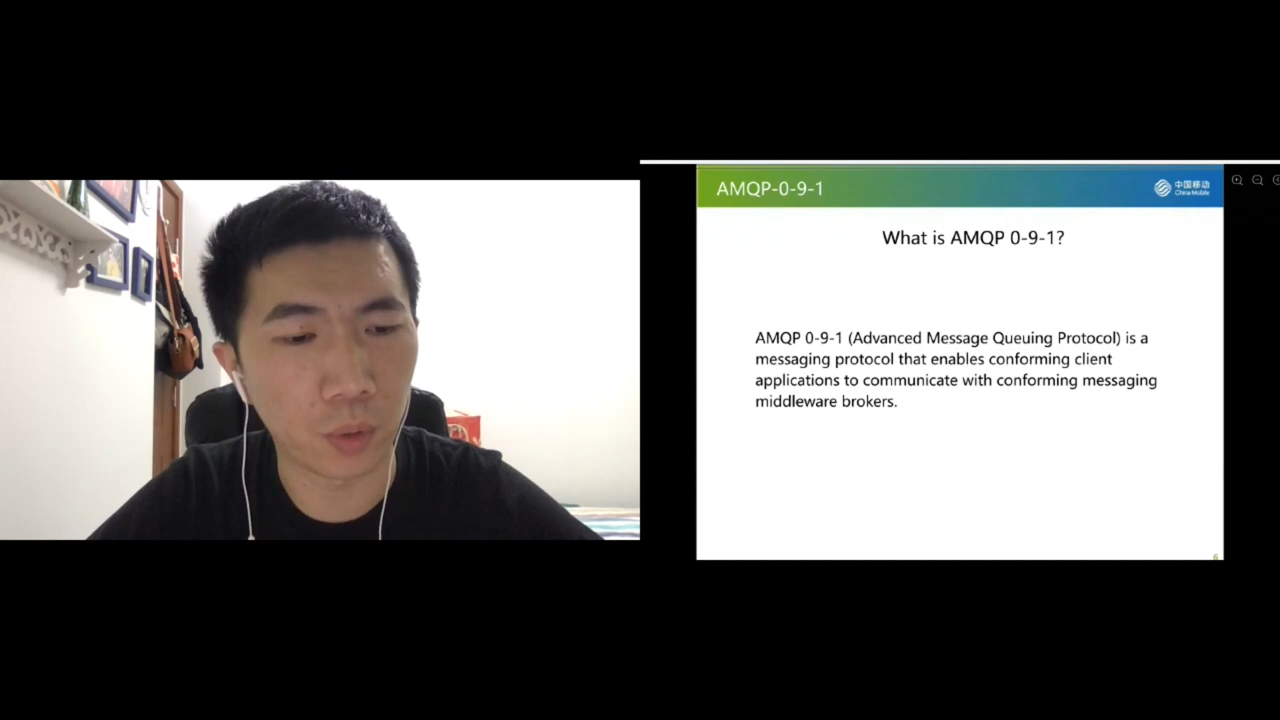 AMQP-0-9-1
中国移动
China Mobile
What is AMQP 0-9-1?
AMQP 0-9-1 (Advanced Message Queuing Protocol) is a
messaging protocol that enables conforming client
applications to communicate with conforming messaging
middleware brokers.
6